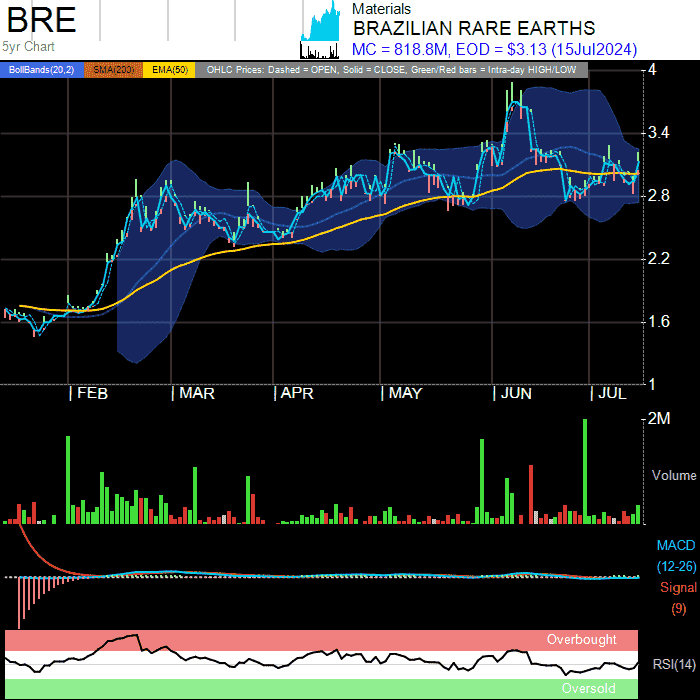 BRE
5yr Chart
Materials
BRAZILIAN RARE EARTHS
MC = 818.8M, EOD = $3.13 (15Jul2024)
BollBands(20,2) SMA(200) EMA(50) OHLC Prices: Dashed = OPEN, Solid = CLOSE, Green/Red bars = Intra-day HIGH/LOW
4
3.4
2.8
2.2
1.6
1
FEB MAR APR MAY JUN JUL
2M
Volume
MACD
(12-26)
Signal
(9)
Overbought
RSI(14)
Oversold